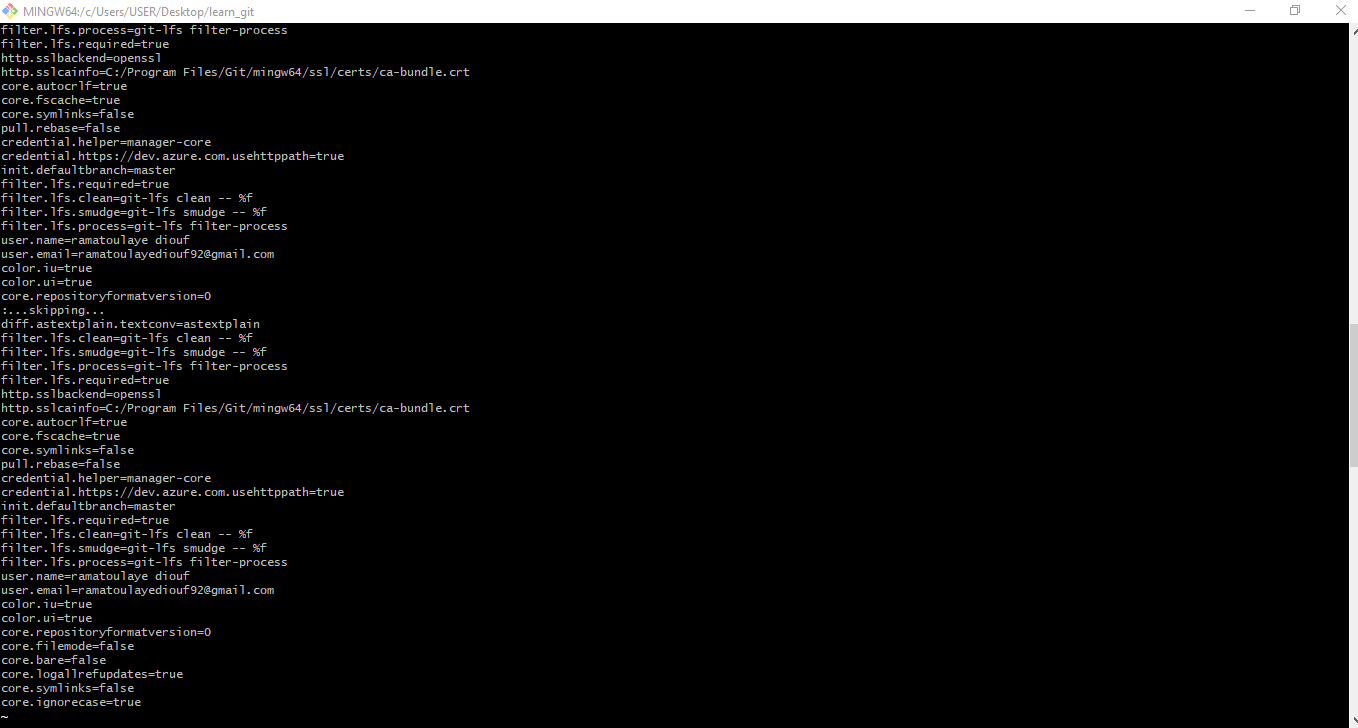 MINGW64:/c/Users/USER/Desktop/learn_git
filter.lfs.process=git-lfs filter-process
filter.lfs.required=true
http.sslbackend=openssl
http.sslcainfo=C:/Program Files/Git/mingw64/ssl/certs/ca-bundle.crt
core.autocrlf=true
core.fscache=true
core.symlinks=false
pull.rebase=false
credential.helper=manager-core
credential.https://dev.azure.com.usehttppath=true
init.defaultbranch=master
filter.lfs.required=true
filter.lfs.clean=git-lfs clean -- %f
filter.lfs.smudge=git-lfs smudge -- %f
filter.lfs.process=git-lfs filter-process
user.name=ramatoulaye diouf
user.email=ramatoulayediouf92@gmail.com
color.iu=true
color.ui=true
core.repositoryformatversion=0
:...skipping...
diff.astextplain.textconv=astextplain
filter.lfs.clean=git-lfs clean -- %f
filter.lfs.smudge=git-lfs smudge -- %f
filter.lfs.process=git-lfs filter-process
filter.lfs.required=true
http.sslbackend=openssl
http.sslcainfo=C:/Program Files/Git/mingw64/ssl/certs/ca-bundle.crt
core.autocrlf=true
core.fscache=true
core.symlinks=false
pull.rebase=false
credential.helper=manager-core
credential.https://dev.azure.com.usehttppath=true
init.defaultbranch=master
filter.lfs.required=true
filter.lfs.clean=git-lfs clean -- %f
filter.lfs.smudge=git-lfs smudge -- %f
filter.lfs.process=git-lfs filter-process
user.name=ramatoulaye diouf
user.email=ramatoulayediouf92@gmail.com
color.iu=true
color.ui=true
core.repositoryformatversion=0
core.filemode=false
core.bare=false
core.logallrefupdates=true
core.symlinks=false
core.ignorecase=true
~